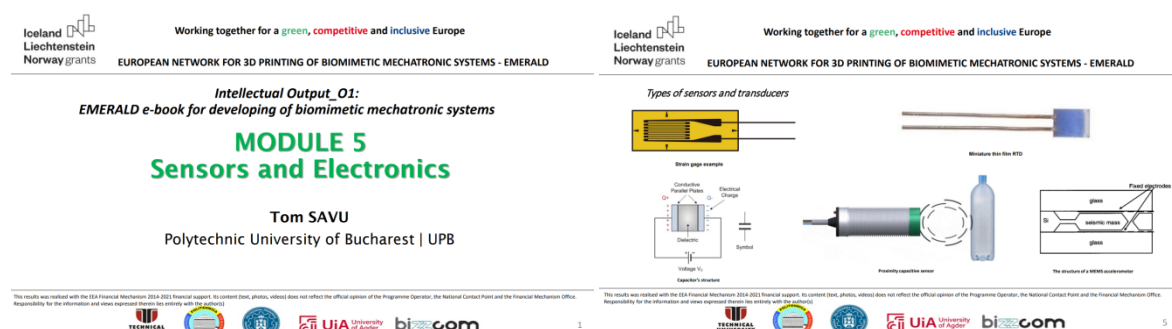 Iceland
Liechtenstein
Norway grants
Working together for a green, competitive and inclusive Europe
EUROPEAN NETWORK FOR 3D PRINTING OF BIOMIMETIC MECHATRONIC SYSTEMS - EMERALD
Intellectual Output_O1:
EMERALD e-book for developing of biomimetic mechatronic systems
MODULE 5
Sensors and Electronics
Tom SAVU
Polytechnic University of Bucharest | UPB
This results was realised with the EEA Financial Mechanism 2014-2021 financial support. Its content (text, photos, videos) does not reflect the official opinion of the Programme Operator, the National Contact Point and the Financial Mechanism Office.
Responsibility for the information and views expressed therein lies entirely with the author(s)
TECHNICAL
UiA University
of Agder
bizzcom
1
Iceland
Liechtenstein
Norway grants
Working together for a green, competitive and inclusive Europe
EUROPEAN NETWORK FOR 3D PRINTING OF BIOMIMETIC MECHATRONIC SYSTEMS - EMERALD
Types of sensors and transducers
Strain gage example
Miniature thin film RTD
Conductive
Parallel Plates
Electrical
Charge
Q+
Q-
Dielectric
Symbol
Voltage
Capacitor's structure
Proximity capacitive sensor
Fixed electrodes
glass
Si
seismic mass
glass
The structure of a MEMS accelerometer
This results was realised with the EEA Financial Mechanism 2014-2021 financial support. Its content (text, photos, videos) does not reflect the official opinion of the Programme Operator, the National Contact Point and the Financial Mechanism Office.
Responsibility for the information and views expressed therein lies entirely with the author(s)
TECHNICAL
UiA University
of Agder
bizzcom
5